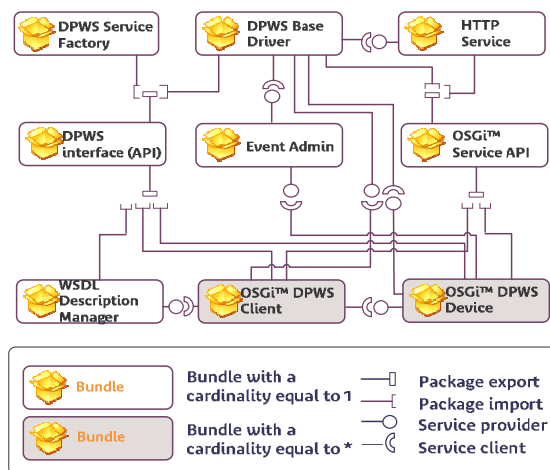 DPWS Service
Factory
DPWS Base
Driver
HTTP
Service
DPWS
interface (API)
Event Admin
OSGi™
Service API
WSDL
Description
Manager
OSGi™ DPWS
Client
OSGi™ DPWS
Device
Bundle
Bundle with a
cardinality equal to 1
Bundle
Bundle with a
cardinality equal to *
Package export
Package import
Service provider
Service client